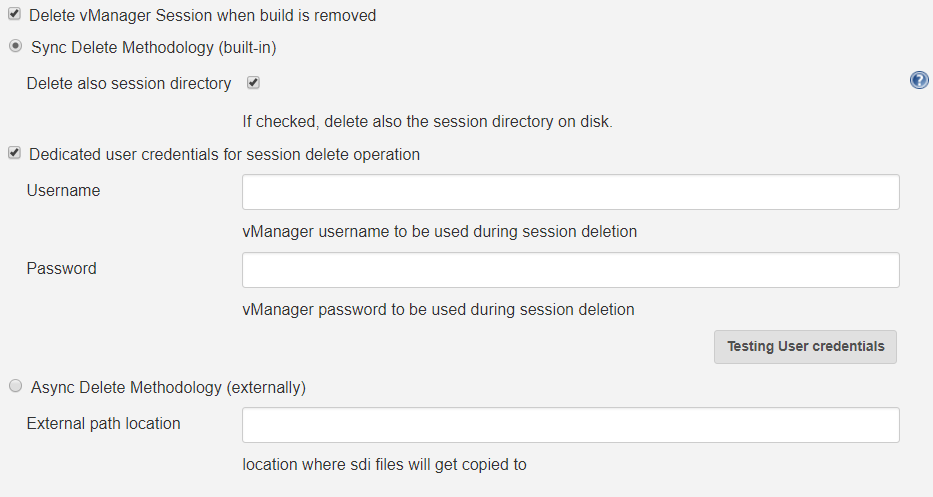 Delete vManager Session when build is removed
Sync Delete Methodology (built-in)
Delete also session directory
?
If checked, delete also the session directory on disk.
Dedicated user credentials for session delete operation
Username
vManager username to be used during session deletion
Password
vManager password to be used during session deletion
Testing User credentials
Async Delete Methodology (externally)
External path location
location where sdi files will get copied to